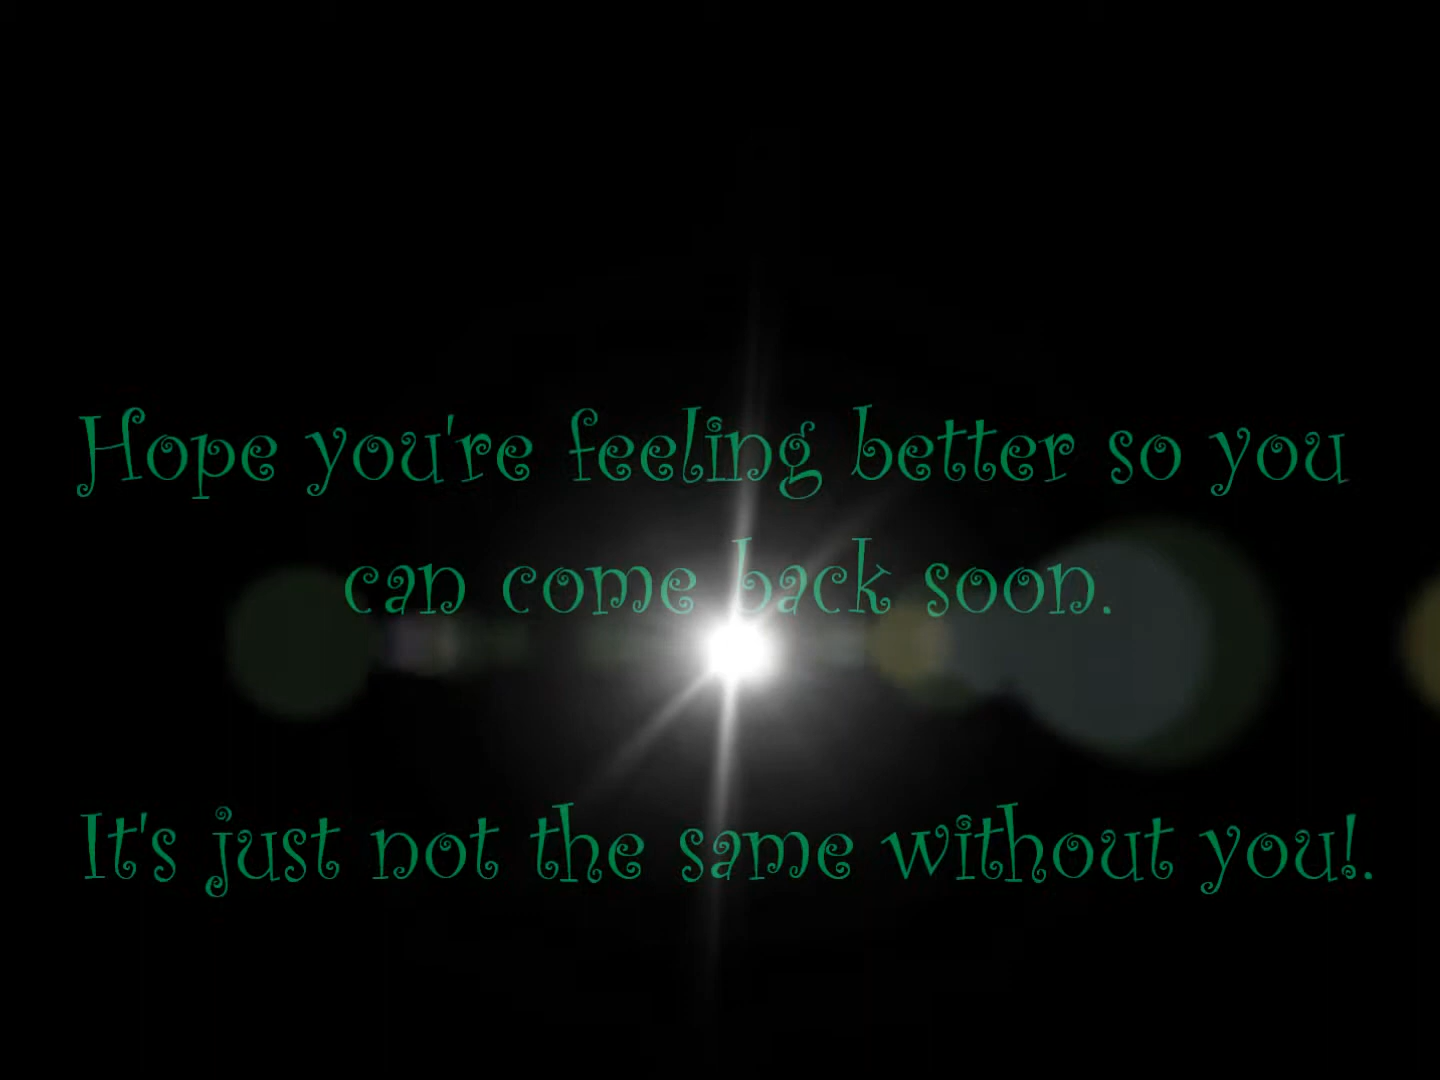 Hope you're feeling better so you
can come back soon.
It's just not the same without you!.